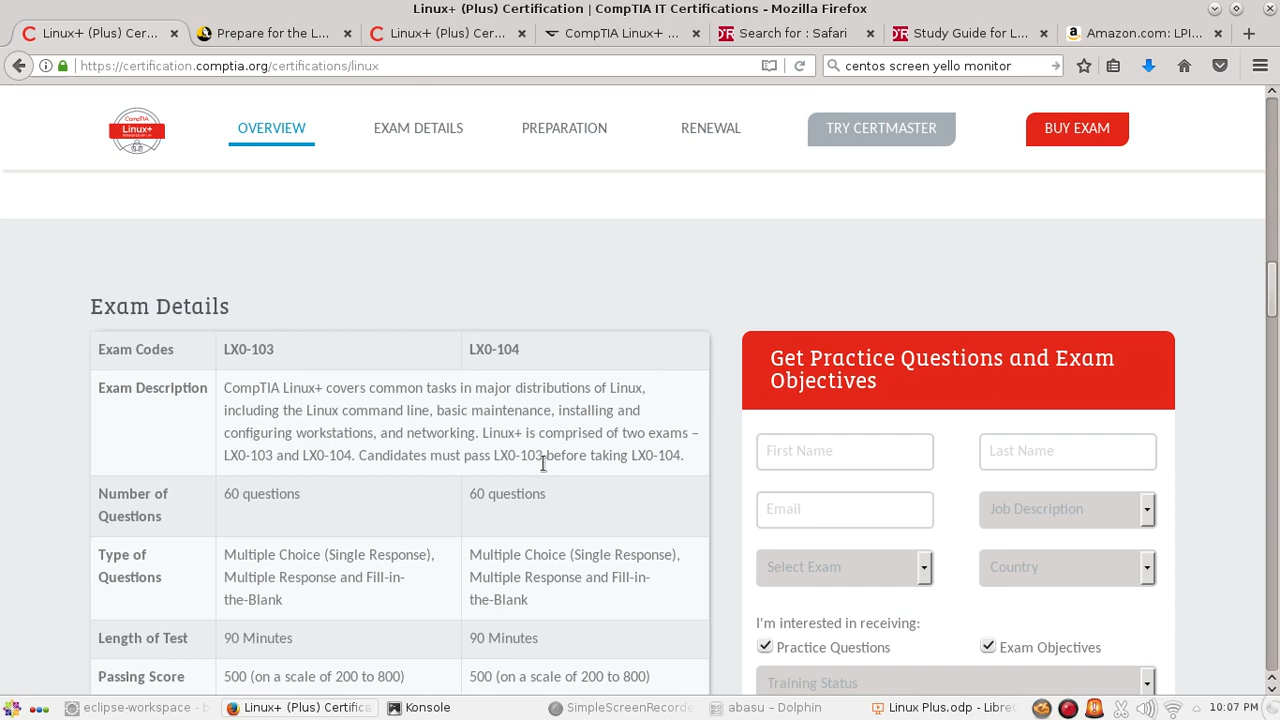 Linux+ (Plus) Certification | CompTIA IT Certifications - Mozilla Firefox
Linux+ (Plus) Cer...
Prepare for the L...
Linux+ (Plus) Cer...
CompTIA Linux+ ...
Search for : Safari
Study Guide for L...
Amazon.com: LPI...
https://certification.comptia.org/certifications/linux
centos screen yello monitor
CompTIA
Linux+
OVERVIEW
EXAM DETAILS
PREPARATION
RENEWAL
TRY CERTMASTER
BUY EXAM
Exam Details
Exam Codes
LX0-103
LX0-104
Exam Description
CompTIA Linux+ covers common tasks in major distributions of Linux,
including the Linux command line, basic maintenance, installing and
configuring workstations, and networking. Linux+ is comprised of two exams –
LX0-103 and LX0-104. Candidates must pass LX0-103 before taking LX0-104.
Number of
Questions
60 questions
60 questions
Type of
Questions
Multiple Choice (Single Response),
Multiple Response and Fill-in-
the-Blank
Multiple Choice (Single Response),
Multiple Response and Fill-in-
the-Blank
Length of Test
90 Minutes
90 Minutes
Passing Score
500 (on a scale of 200 to 800)
500 (on a scale of 200 to 800)
Get Practice Questions and Exam
Objectives
First Name
Last Name
Email
Job Description
Select Exam
Country
I'm interested in receiving:
Practice Questions
Exam Objectives
Training Status
eclipse-workspace - b
Linux+ (Plus) Certifica
Konsole
SimpleScreenRecorde
abasu – Dolphin
Linux Plus.odp - LibreO
10:07 PM